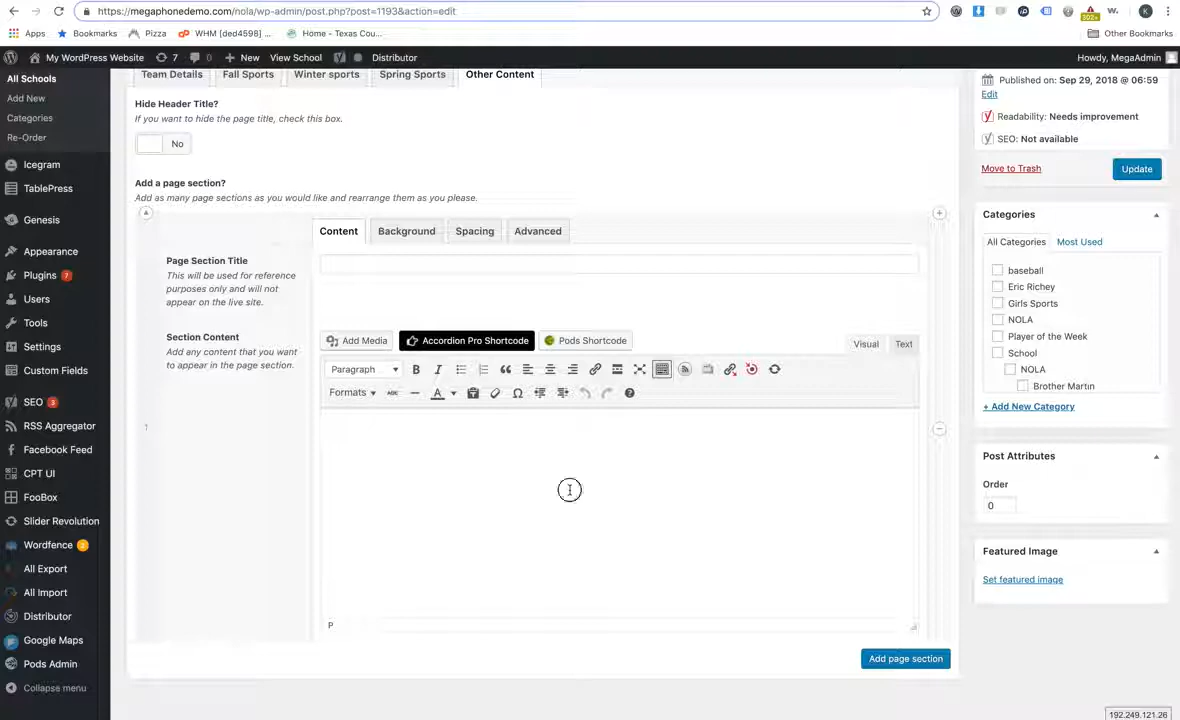 https://megaphonedemo.com/nola/wp-admin/post.php?post=1193&action=edit
302+
W.
K
Apps
Bookmarks
Pizza
WHM [ded4598] ...
Home - Texas Cou...
Other Bookmarks
My WordPress Website
7
0
New
View School
Distributor
Howdy, MegaAdmin
All Schools
Add New
Categories
Re-Order
Icegram
TablePress
Genesis
Appearance
Plugins 7
Users
Tools
Settings
Custom Fields
SEO 3
RSS Aggregator
Facebook Feed
CPT UI
FooBox
Slider Revolution
Wordfence 2
All Export
All Import
Distributor
Google Maps
Pods Admin
Collapse menu
Team Details
Fall Sports
Winter sports
Spring Sports
Other Content
Hide Header Title?
If you want to hide the page title, check this box.
No
Add a page section?
Add as many page sections as you would like and rearrange them as you please.
Content
Background
Spacing
Advanced
Page Section Title
This will be used for reference
purposes only and will not
appear on the live site.
Section Content
Add any content that you want
to appear in the page section.
1
Add Media
Accordion Pro Shortcode
Pods Shortcode
Visual
Text
Paragraph
B
I
Formats
ABC
A
Ω
P
Add page section
Published on: Sep 29, 2018 @ 06:59
Edit
Readability: Needs improvement
SEO: Not available
Move to Trash
Update
Categories
All Categories
Most Used
baseball
Eric Richey
Girls Sports
NOLA
Player of the Week
School
NOLA
Brother Martin
+ Add New Category
Post Attributes
Order
0
Featured Image
Set featured image
192.249.121.26